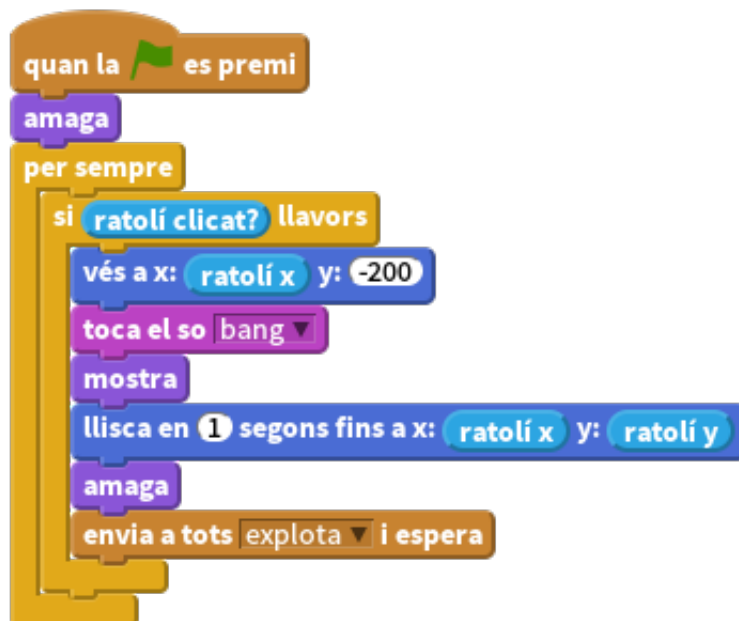 quan la es premi
amaga
per sempre
si ratolí clicat? llavors
vés a x: ratolí x y: -200
toca el so bang
mostra
llisca en 1 segons fins a x: ratolí x y: ratolí y
amaga
envia a tots explota i espera